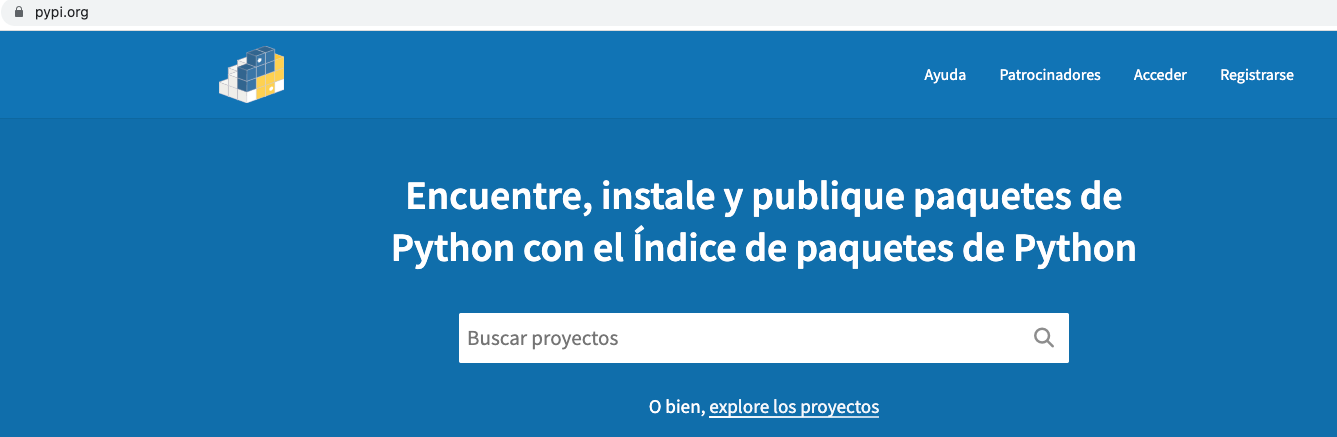 pypi.org
Ayuda Patrocinadores Acceder Registrarse
Encuentre, instale y publique paquetes de
Python con el Índice de paquetes de Python
Buscar proyectos
O bien, explore los proyectos